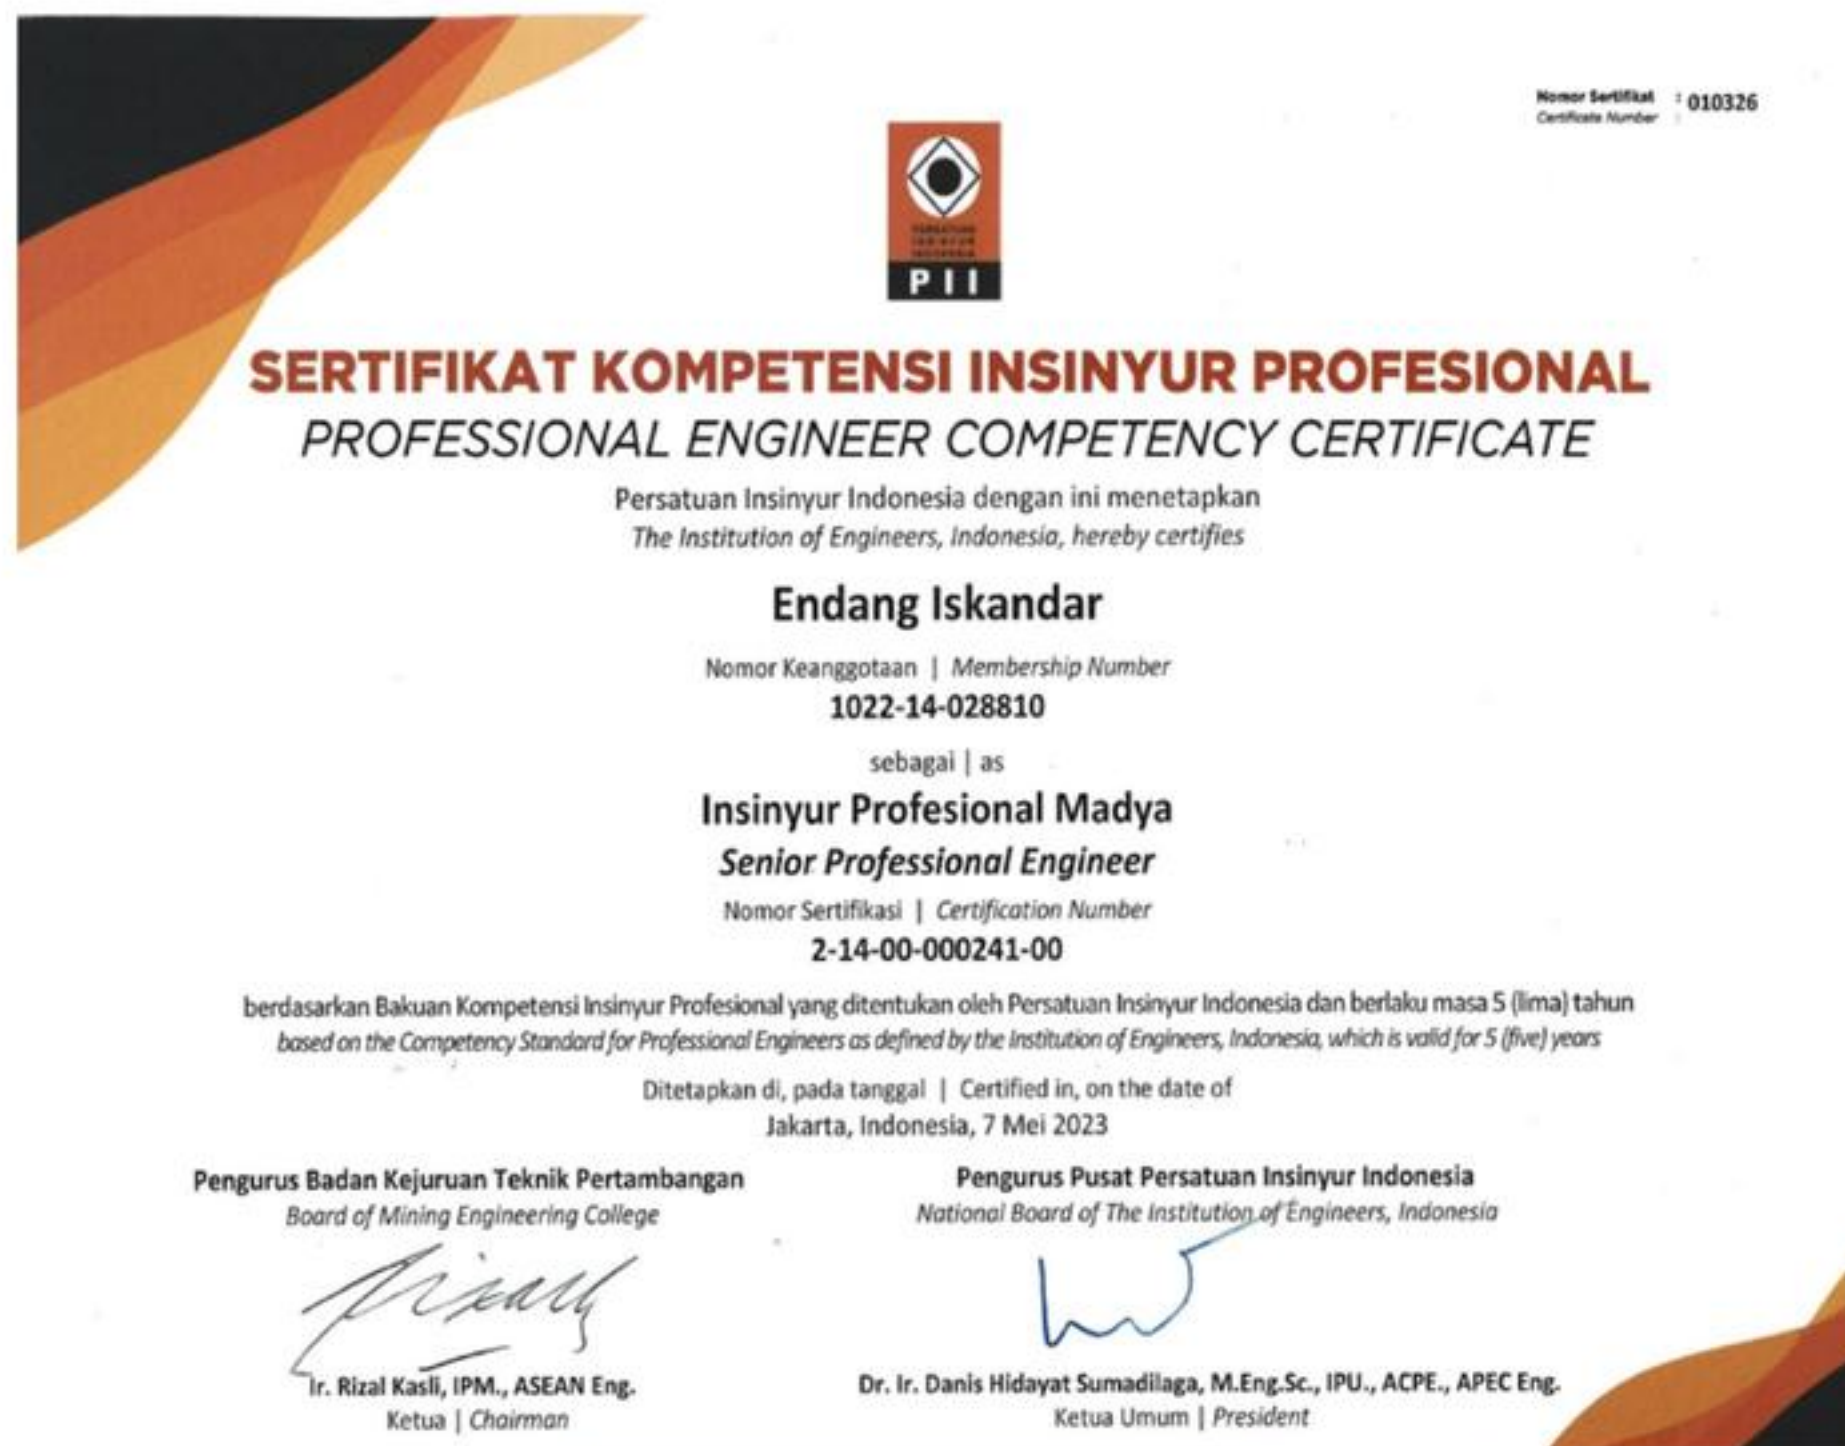 Nomor Sertifikat : 010326
Certificate Number :
PERSATUAN
INSINYUR
INDONESIA
PII
SERTIFIKAT KOMPETENSI INSINYUR PROFESIONAL
PROFESSIONAL ENGINEER COMPETENCY CERTIFICATE
Persatuan Insinyur Indonesia dengan ini menetapkan
The Institution of Engineers, Indonesia, hereby certifies
Endang Iskandar
Nomor Keanggotaan | Membership Number
1022-14-028810
sebagai | as
Insinyur Profesional Madya
Senior Professional Engineer
Nomor Sertifikasi | Certification Number
2-14-00-000241-00
berdasarkan Bakuan Kompetensi Insinyur Profesional yang ditentukan oleh Persatuan Insinyur Indonesia dan berlaku masa 5 (lima) tahun
based on the Competency Standard for Professional Engineers as defined by the Institution of Engineers, Indonesia, which is valid for 5 (five) years
Ditetapkan di, pada tanggal | Certified in, on the date of
Jakarta, Indonesia, 7 Mei 2023
Pengurus Badan Kejuruan Teknik Pertambangan
Board of Mining Engineering College
Ir. Rizal Kasli, IPM., ASEAN Eng.
Ketua | Chairman
Pengurus Pusat Persatuan Insinyur Indonesia
National Board of The Institution of Engineers, Indonesia
Dr. Ir. Danis Hidayat Sumadilaga, M.Eng.Sc., IPU., ACPE., APEC Eng.
Ketua Umum | President